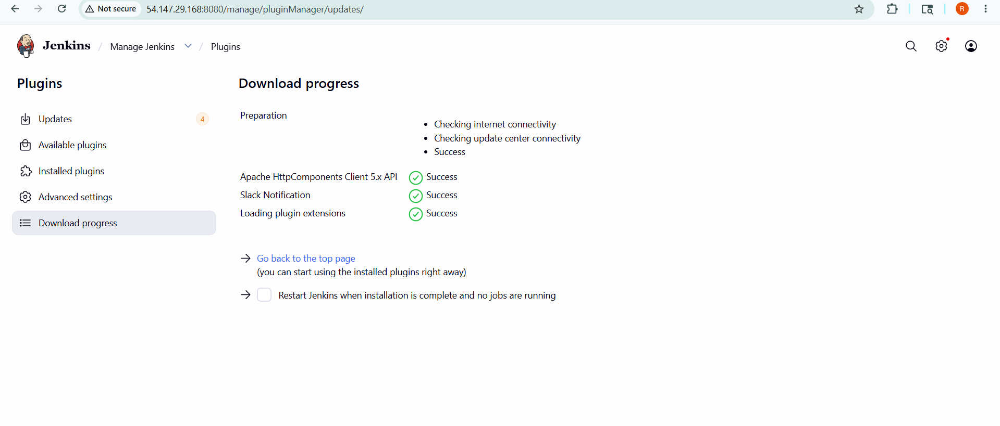 Not secure 54.147.29.168:8080/manage/pluginManager/updates/ R
Jenkins / Manage Jenkins / Plugins
Plugins
Updates 4
Available plugins
Installed plugins
Advanced settings
Download progress
Download progress
Preparation
• Checking internet connectivity
• Checking update center connectivity
• Success
Apache HttpComponents Client 5.x API Success
Slack Notification Success
Loading plugin extensions Success
→ Go back to the top page
(you can start using the installed plugins right away)
→ Restart Jenkins when installation is complete and no jobs are running